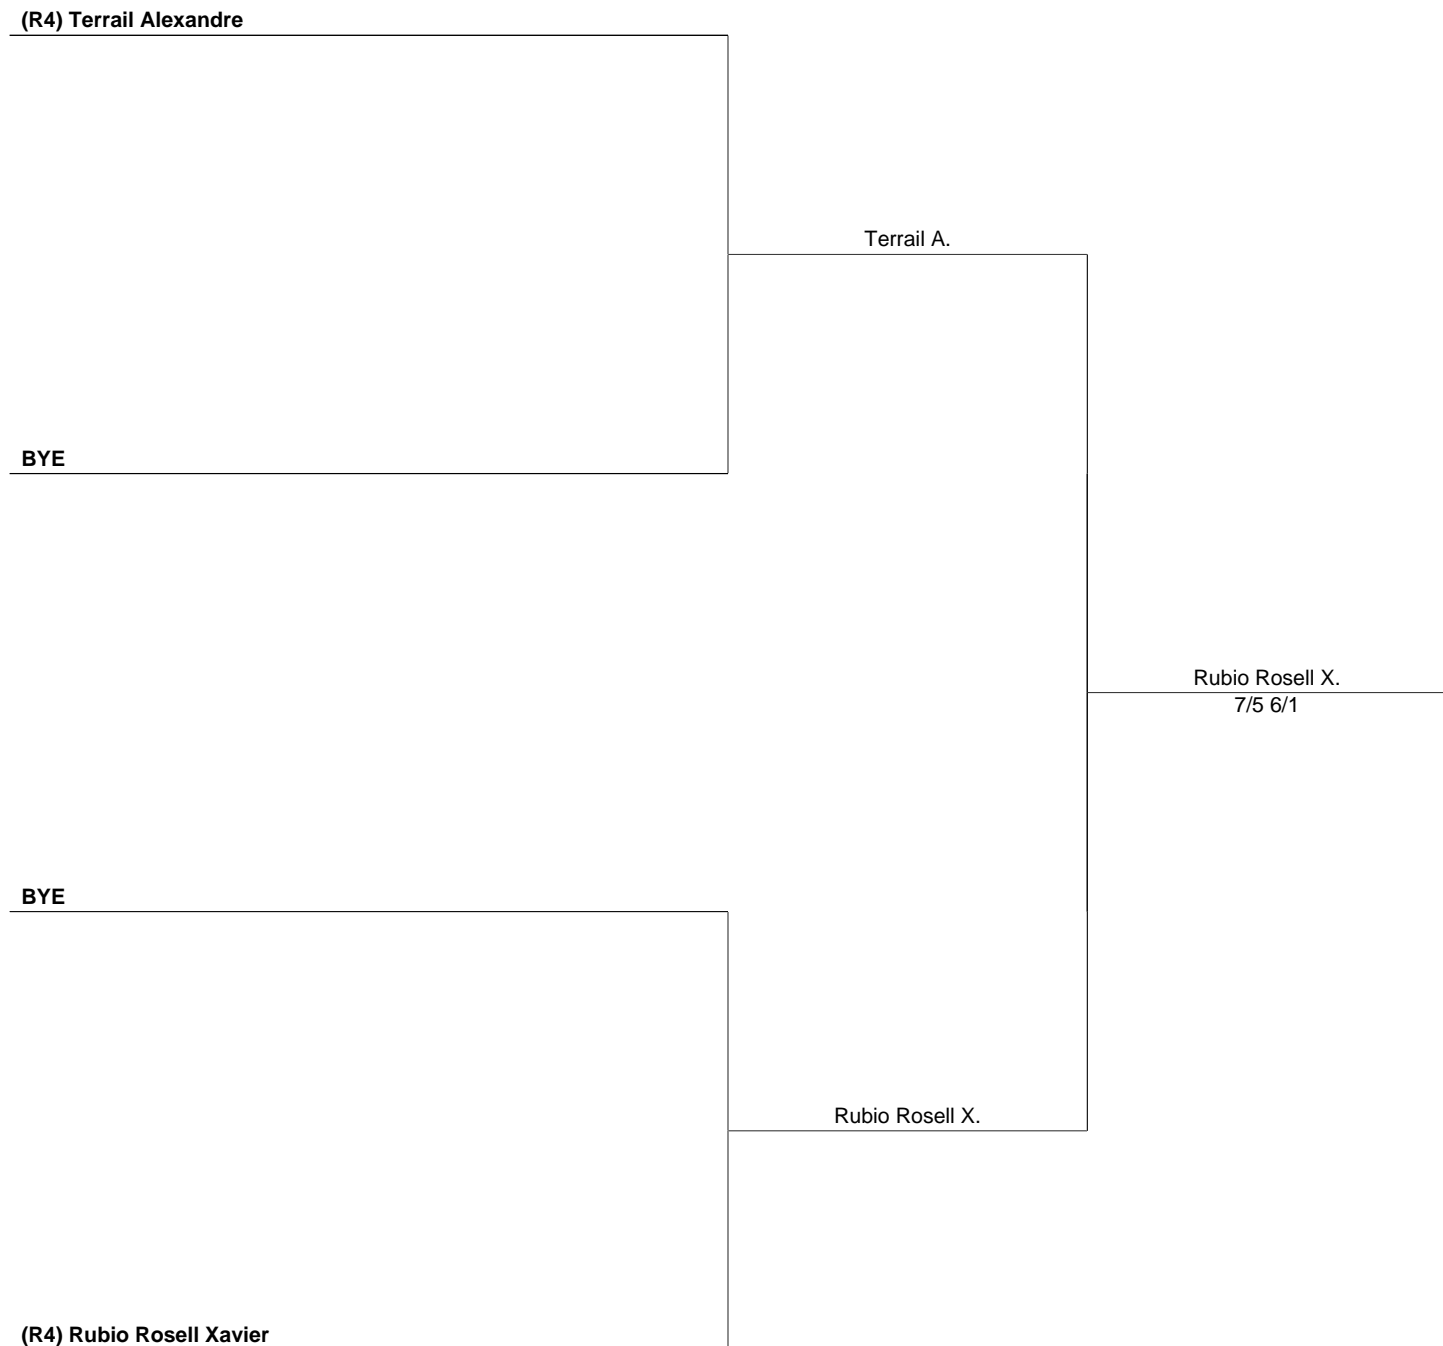 (R4) Terrail Alexandre
Terrail A.
BYE
Rubio Rosell X.
7/5 6/1
BYE
Rubio Rosell X.
(R4) Rubio Rosell Xavier